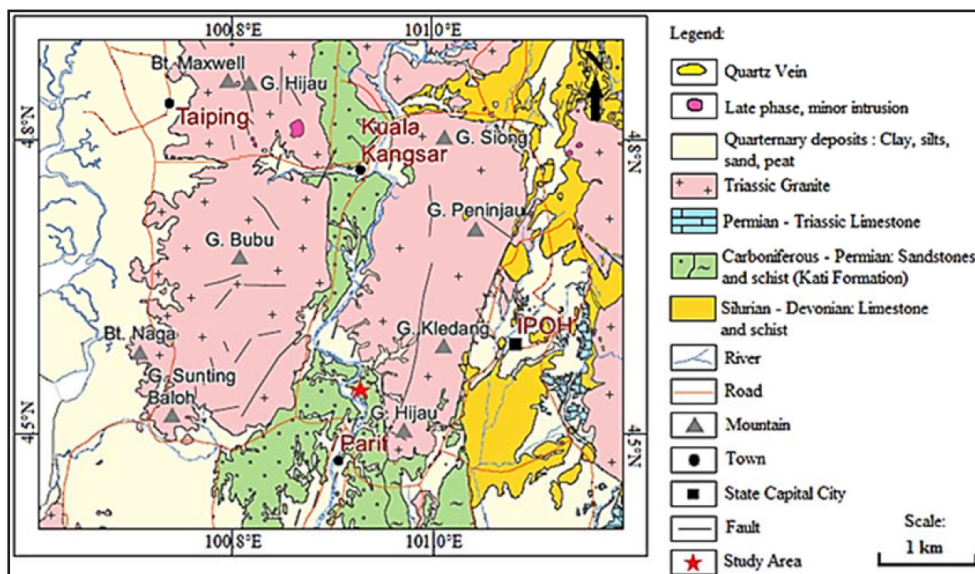 100.8°E
101.0°E
Bt. Maxwell
G. Hijau
Taiping
N
4.8°N
4.8°N
Kuala
Kangsar
G. Siong
G. Peninjau
G. Bubu
G. Kledang
IPOH
Bt. Naga
G. Sunting
Baloh
G. Hijau
4.5°N
4.5°N
Parit
100.8°E
101.0°E
Legend:
Quartz Vein
Late phase, minor intrusion
Quarternary deposits : Clay, silts,
sand, peat
Triassic Granite
Permian - Triassic Limestone
Carboniferous - Permian: Sandstones
and schist (Kati Formation)
Silurian - Devonian: Limestone
and schist
River
Road
Mountain
Town
State Capital City
Fault
Study Area
Scale:
1 km